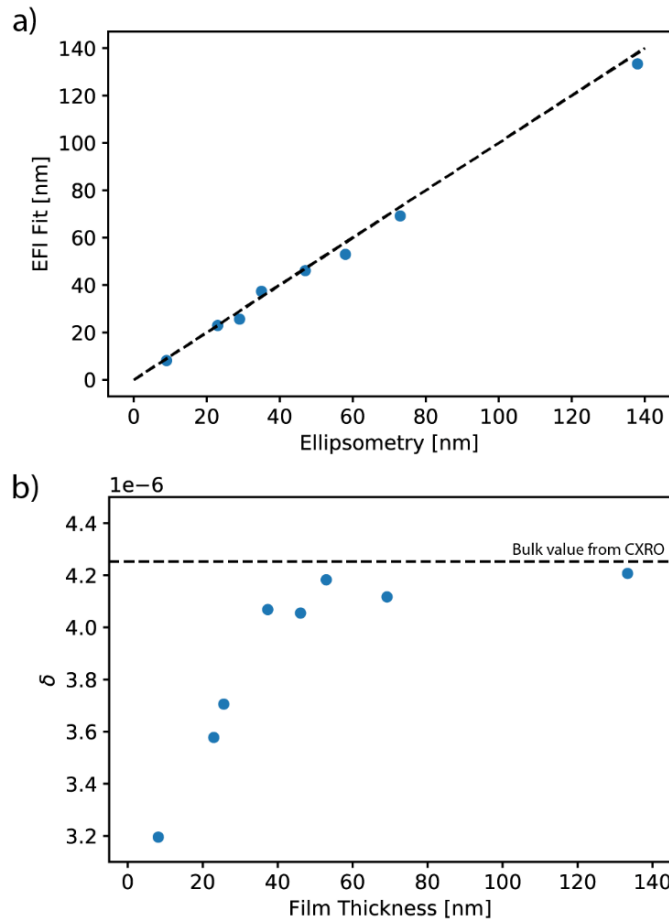 a)
140
120
100
80
60
40
20
0
EFI Fit [nm]
0 20 40 60 80 100 120 140
Ellipsometry [nm]
b)
1e−6
4.4
4.2
4.0
3.8
3.6
3.4
3.2
δ
Bulk value from CXRO
0 20 40 60 80 100 120 140
Film Thickness [nm]